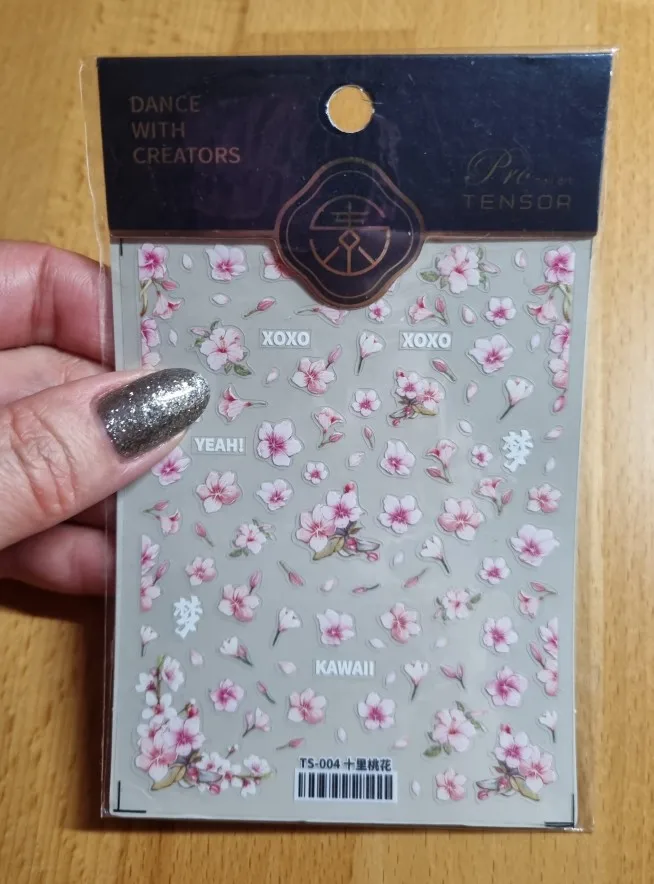 DANCE
WITH
CREATORS
Pro
TENSOR
XOXO XOXO
YEAH!
梦
梦
KAWAII
TS-004 十里桃花